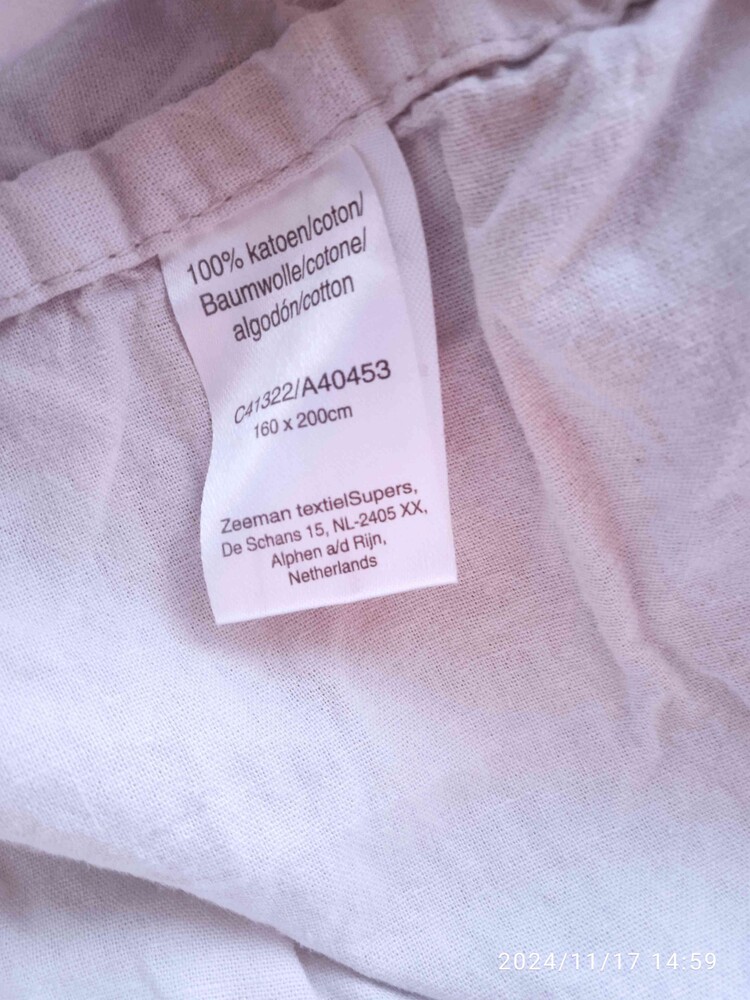 100% katoen/coton/
Baumwolle/cotone/
algodón/cotton
C41322/A40453
160 x 200cm
Zeeman textielSupers,
De Schans 15, NL-2405 XX,
Alphen a/d Rijn,
Netherlands
2024/11/17 14:59